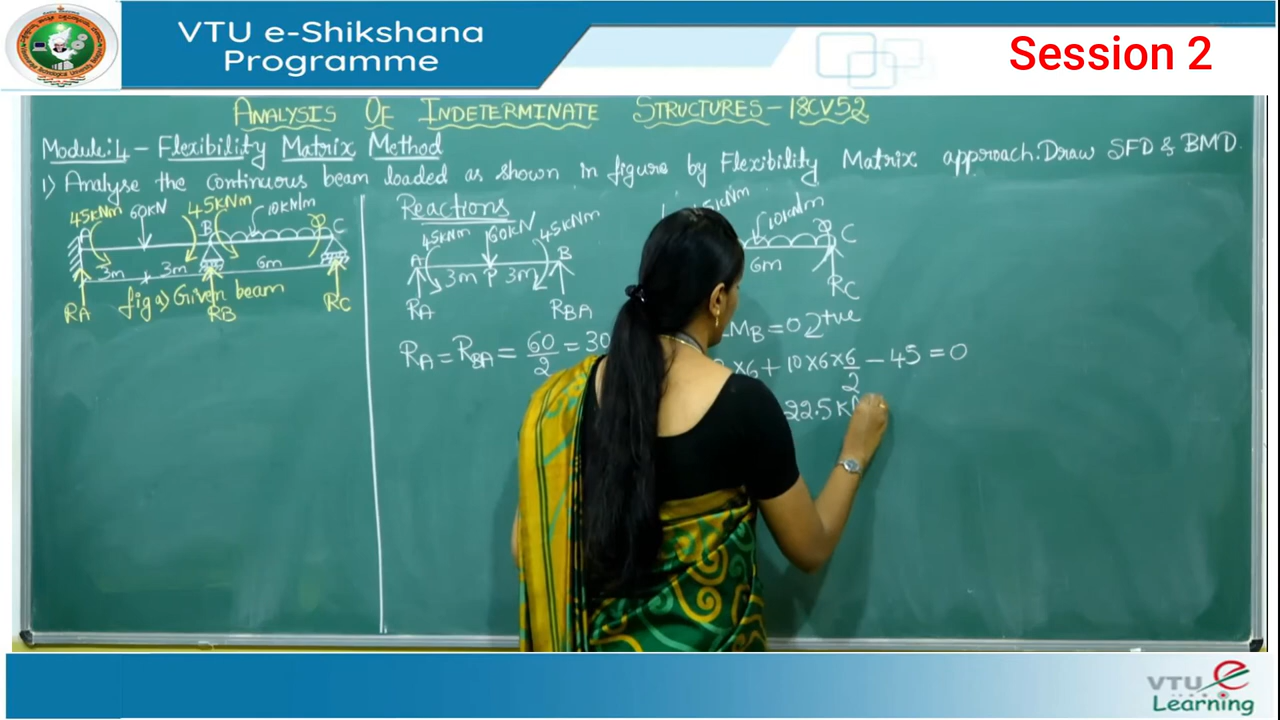 VTU e-Shikshana
Programme
Session 2
ANALYSIS OF INDETERMINATE STRUCTURES - 18CV52
Module:4 - Flexibility Matrix Method
1) Analyse the continuous beam loaded as shown in figure by Flexibility Matrix approach. Draw SFD & BMD.
45kNm 60kN 45kNm 10kN/m
A B C
3m 3m 6m
RA RB RC
fig a) Given beam
Reactions
45kNm 60kN 45kNm
A 3m P 3m B
RA RBA
RA = RBA = 60/2 = 30
10kN/m
C
6m
RC
MB = 0 +ve
×6 + 10×6×6/2 - 45 = 0
22.5 k
VTU e
Learning